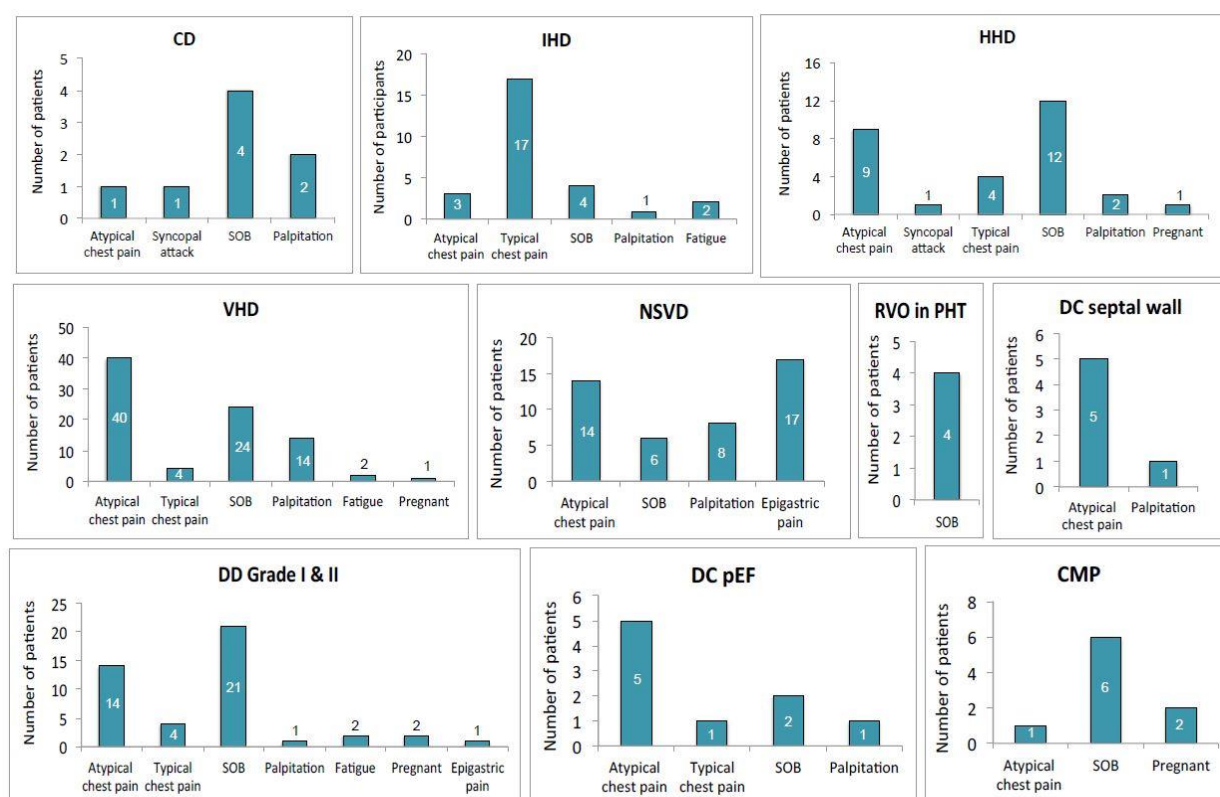 CD
Number of patients
5
4
3
2
1
0
1
1
4
2
Atypical chest pain
Syncopal attack
SOB
Palpitation
IHD
Number of participants
20
15
10
5
0
3
17
4
1
2
Atypical chest pain
Typical chest pain
SOB
Palpitation
Fatigue
HHD
Number of patients
16
12
8
4
0
9
1
4
12
2
1
Atypical chest pain
Syncopal attack
Typical chest pain
SOB
Palpitation
Pregnant
VHD
Number of patients
50
40
30
20
10
0
40
4
24
14
2
1
Atypical chest pain
Typical chest pain
SOB
Palpitation
Fatigue
Pregnant
NSVD
Number of patients
20
15
10
5
0
14
6
8
17
Atypical chest pain
SOB
Palpitation
Epigastric pain
RVO in PHT
Number of patients
5
4
3
2
1
0
4
SOB
DC septal wall
Number of patients
6
5
4
3
2
1
0
5
1
Atypical chest pain
Palpitation
DD Grade I & II
Number of patients
25
20
15
10
5
0
14
4
21
1
2
2
1
Atypical chest pain
Typical chest pain
SOB
Palpitation
Fatigue
Pregnant
Epigastric pain
DC pEF
Number of patients
6
5
4
3
2
1
0
5
1
2
1
Atypical chest pain
Typical chest pain
SOB
Palpitation
CMP
Number of patients
8
6
4
2
0
1
6
2
Atypical chest pain
SOB
Pregnant